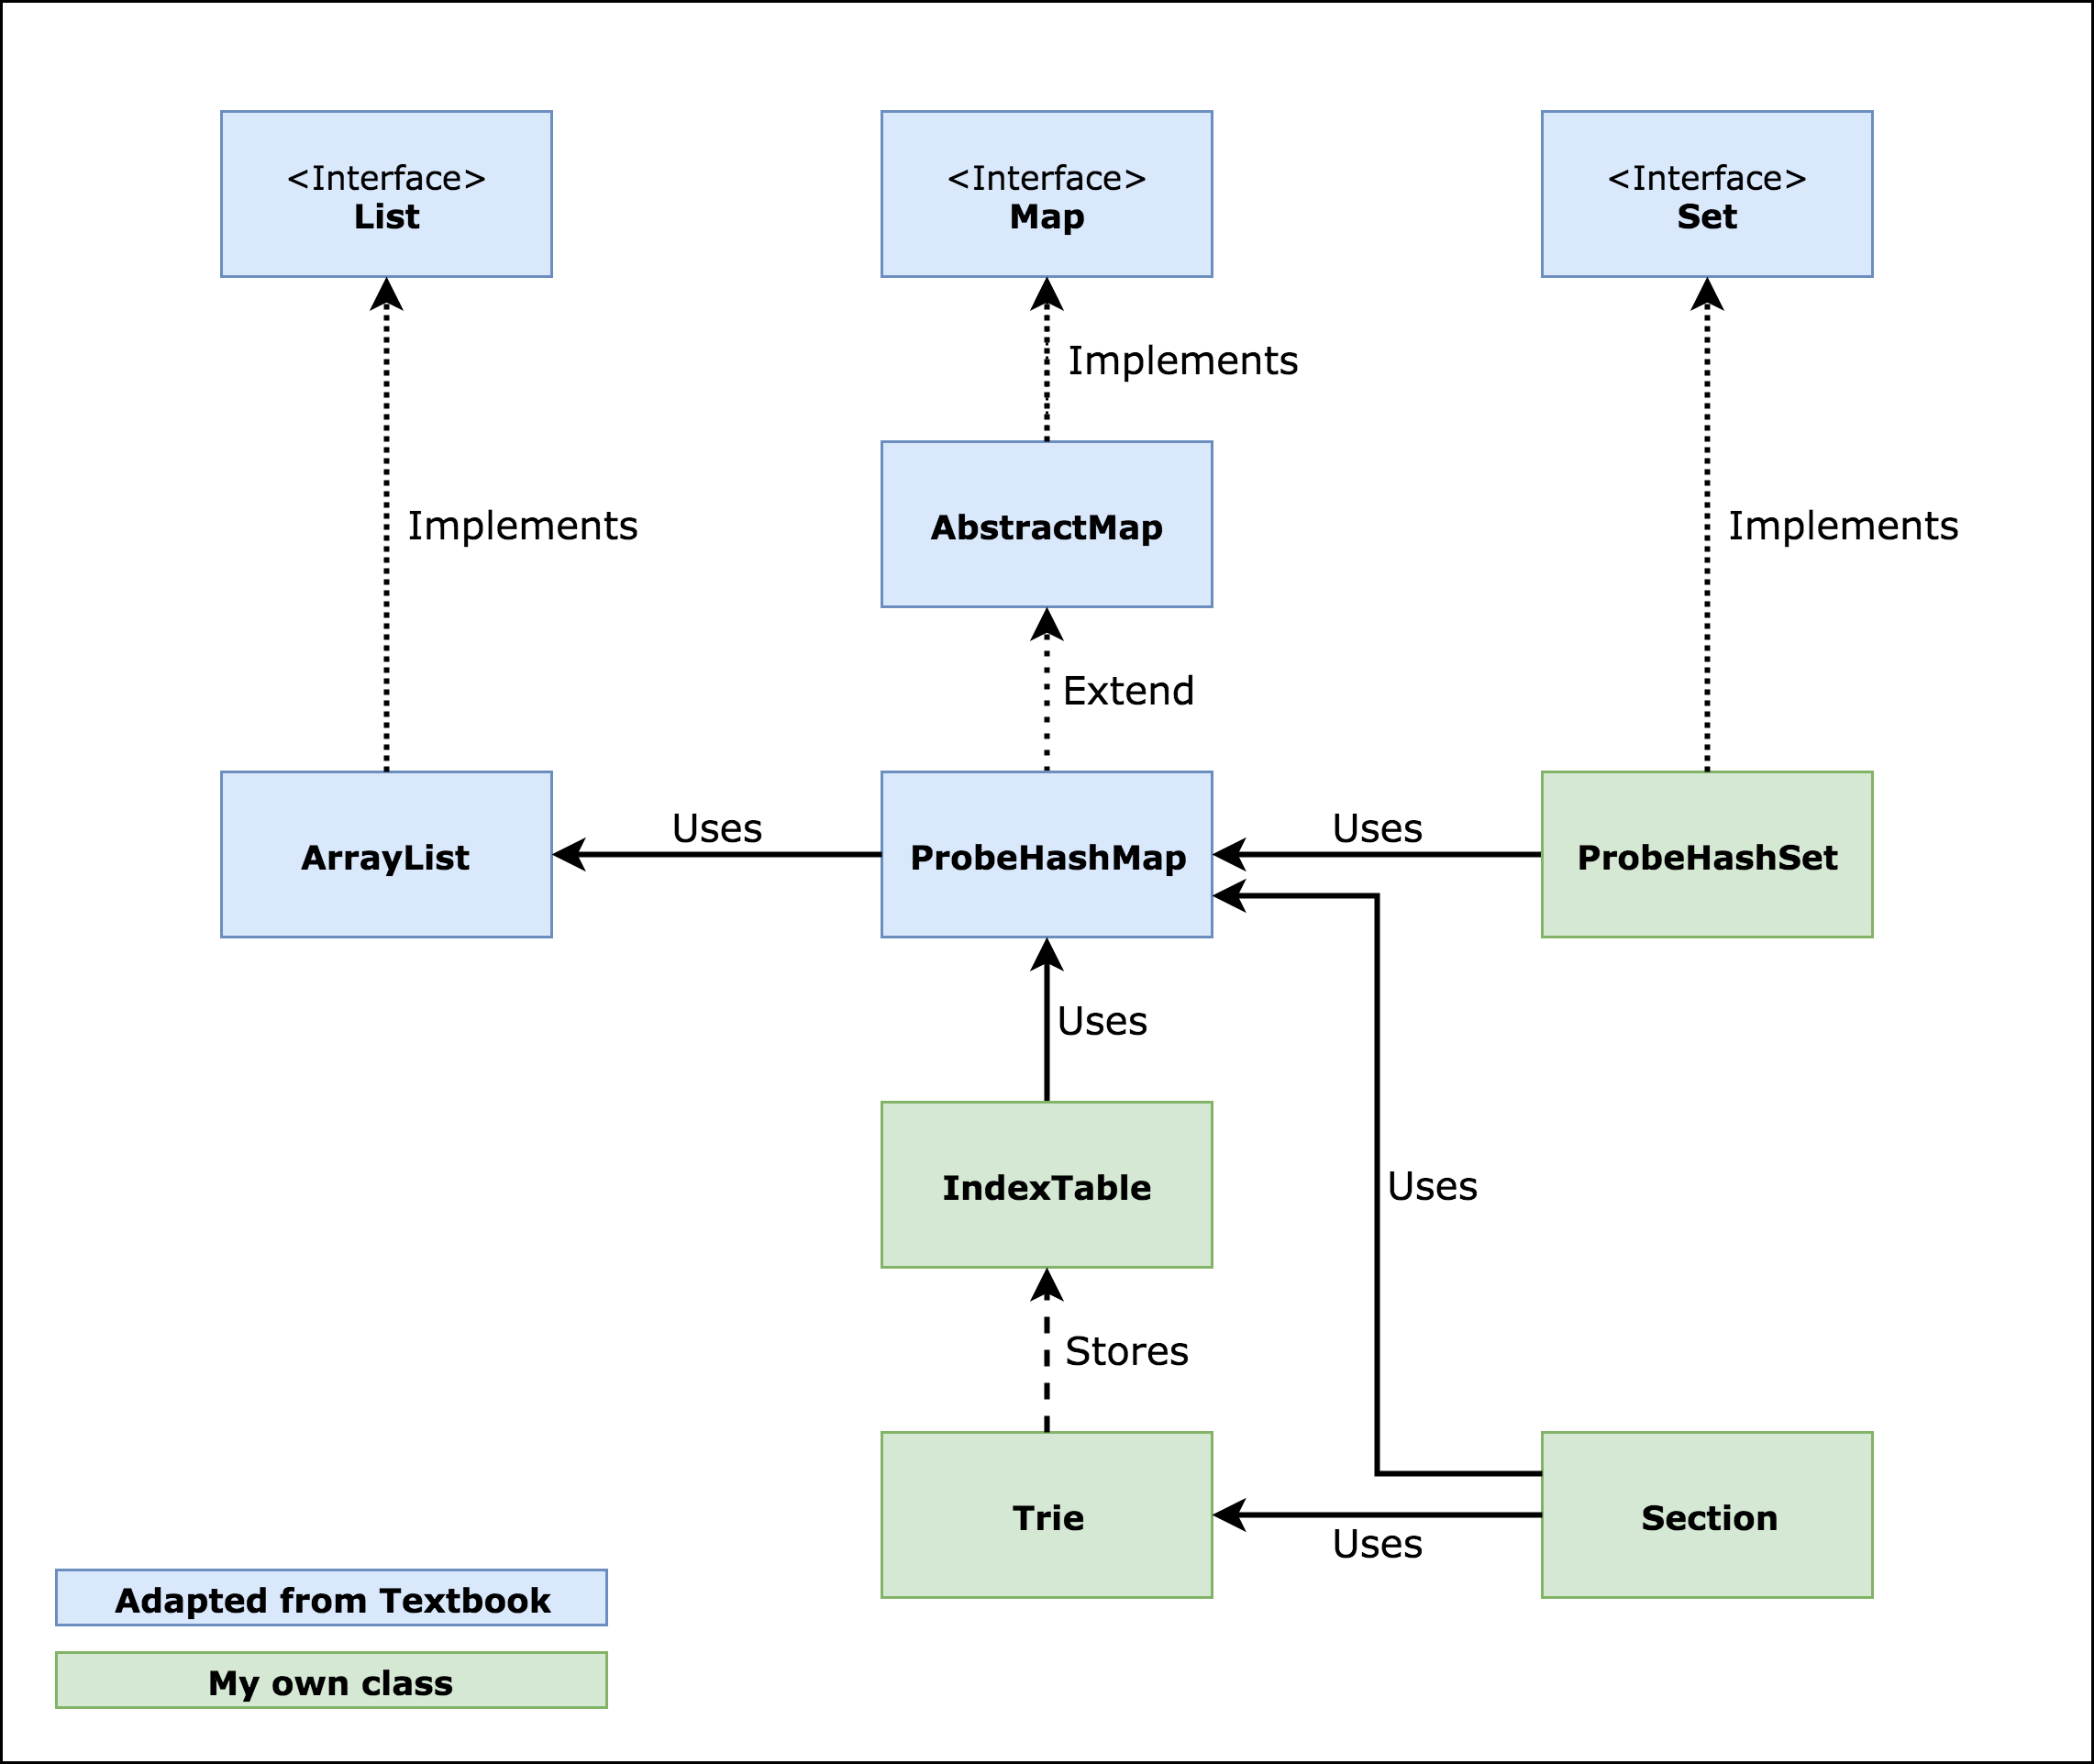 <Interface>
List
<Interface>
Map
<Interface>
Set
Implements
Implements
Implements
AbstractMap
Extend
ArrayList
Uses
ProbeHashMap
Uses
ProbeHashSet
Uses
IndexTable
Uses
Stores
Trie
Uses
Section
Adapted from Textbook
My own class